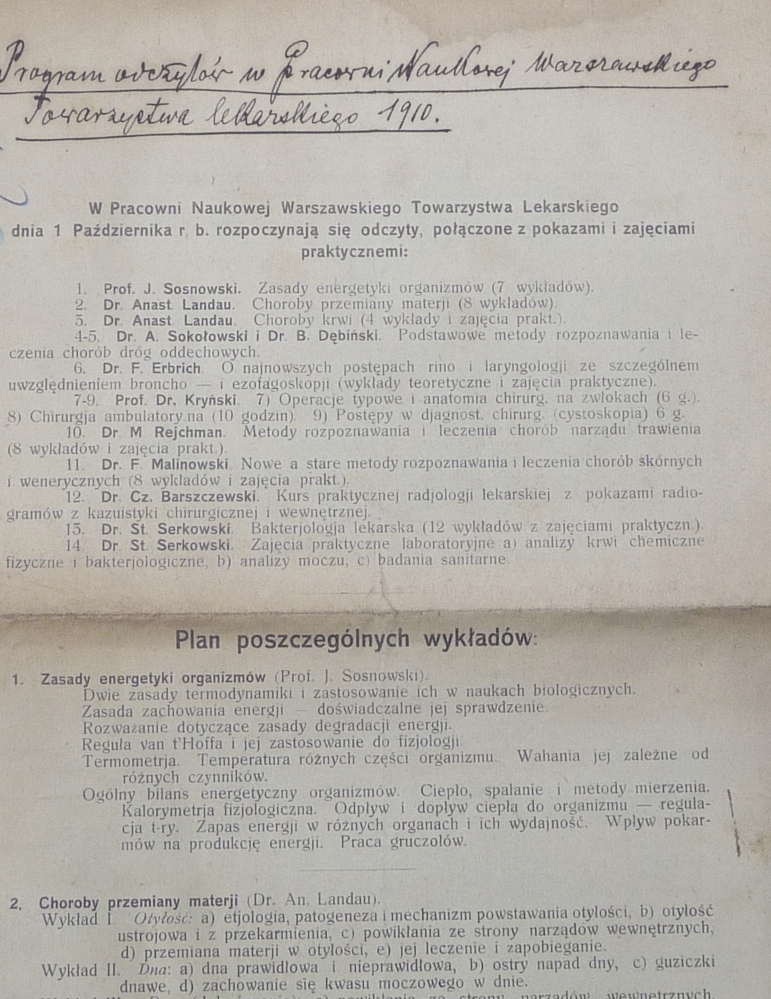 Program odczytów w Pracowni Naukowej Warszawskiego
Towarzystwa lekarskiego 1910.
W Pracowni Naukowej Warszawskiego Towarzystwa Lekarskiego
dnia 1 Października r. b. rozpoczynają się odczyty, połączone z pokazami i zajęciami
praktycznemi:
1. Prof. J. Sosnowski. Zasady energetyki organizmów (7 wykładów).
2. Dr. Anast. Landau. Choroby przemiany materji (8 wykładów).
3. Dr. Anast. Landau. Choroby krwi (4 wykłady i zajęcia prakt.).
4-5. Dr. A. Sokołowski i Dr. B. Dębiński. Podstawowe metody rozpoznawania i le-
czenia chorób dróg oddechowych.
6. Dr. F. Erbrich. O najnowszych postępach rino i laryngologji ze szczególnem
uwzględnieniem broncho — i ezofagoskopji (wykłady teoretyczne i zajęcia praktyczne).
7-9. Prof. Dr. Kryński. 7) Operacje typowe i anatomia chirurg. na zwłokach (6 g.).
8) Chirurgja ambulatoryjna (10 godzin). 9) Postępy w djagnost. chirurg. (cystoskopia) 6 g.
10. Dr. M Rejchman. Metody rozpoznawania i leczenia chorób narządu trawienia
(8 wykładów i zajęcia prakt.).
11. Dr. F. Malinowski. Nowe a stare metody rozpoznawania i leczenia chorób skórnych
i wenerycznych (8 wykładów i zajęcia prakt.).
12. Dr. Cz. Barszczewski. Kurs praktycznej radjologji lekarskiej z pokazami radio-
gramów z kazuistyki chirurgicznej i wewnętrznej.
13. Dr. St. Serkowski. Bakterjologja lekarska (12 wykładów z zajęciami praktyczn.).
14. Dr. St. Serkowski. Zajęcia praktyczne laboratoryjne a) analizy krwi chemiczne
fizyczne i bakterjologiczne, b) analizy moczu, c) badania sanitarne.
Plan poszczególnych wykładów:
1. Zasady energetyki organizmów (Prof. J. Sosnowski).
Dwie zasady termodynamiki i zastosowanie ich w naukach biologicznych.
Zasada zachowania energji — doświadczalne jej sprawdzenie.
Rozważanie dotyczące zasady degradacji energji.
Reguła van t'Hoffa i jej zastosowanie do fizjologji.
Termometrja. Temperatura różnych części organizmu. Wahania jej zależne od
różnych czynników.
Ogólny bilans energetyczny organizmów. Ciepło, spalanie i metody mierzenia.
Kalorymetrja fizjologiczna. Odpływ i dopływ ciepła do organizmu — regula-
cja t-ry. Zapas energji w różnych organach i ich wydajność. Wpływ pokar-
mów na produkcję energji. Praca gruczołów.
2. Choroby przemiany materji (Dr. An. Landau).
Wykład I. Otyłość: a) etjologia, patogeneza i mechanizm powstawania otyłości, b) otyłość
ustrojowa i z przekarmienia, c) powikłania ze strony narządów wewnętrznych,
d) przemiana materji w otyłości, e) jej leczenie i zapobieganie.
Wykład II. Dna: a) dna prawidłowa i nieprawidłowa, b) ostry napad dny, c) guziczki
dnawe, d) zachowanie się kwasu moczowego w dnie.